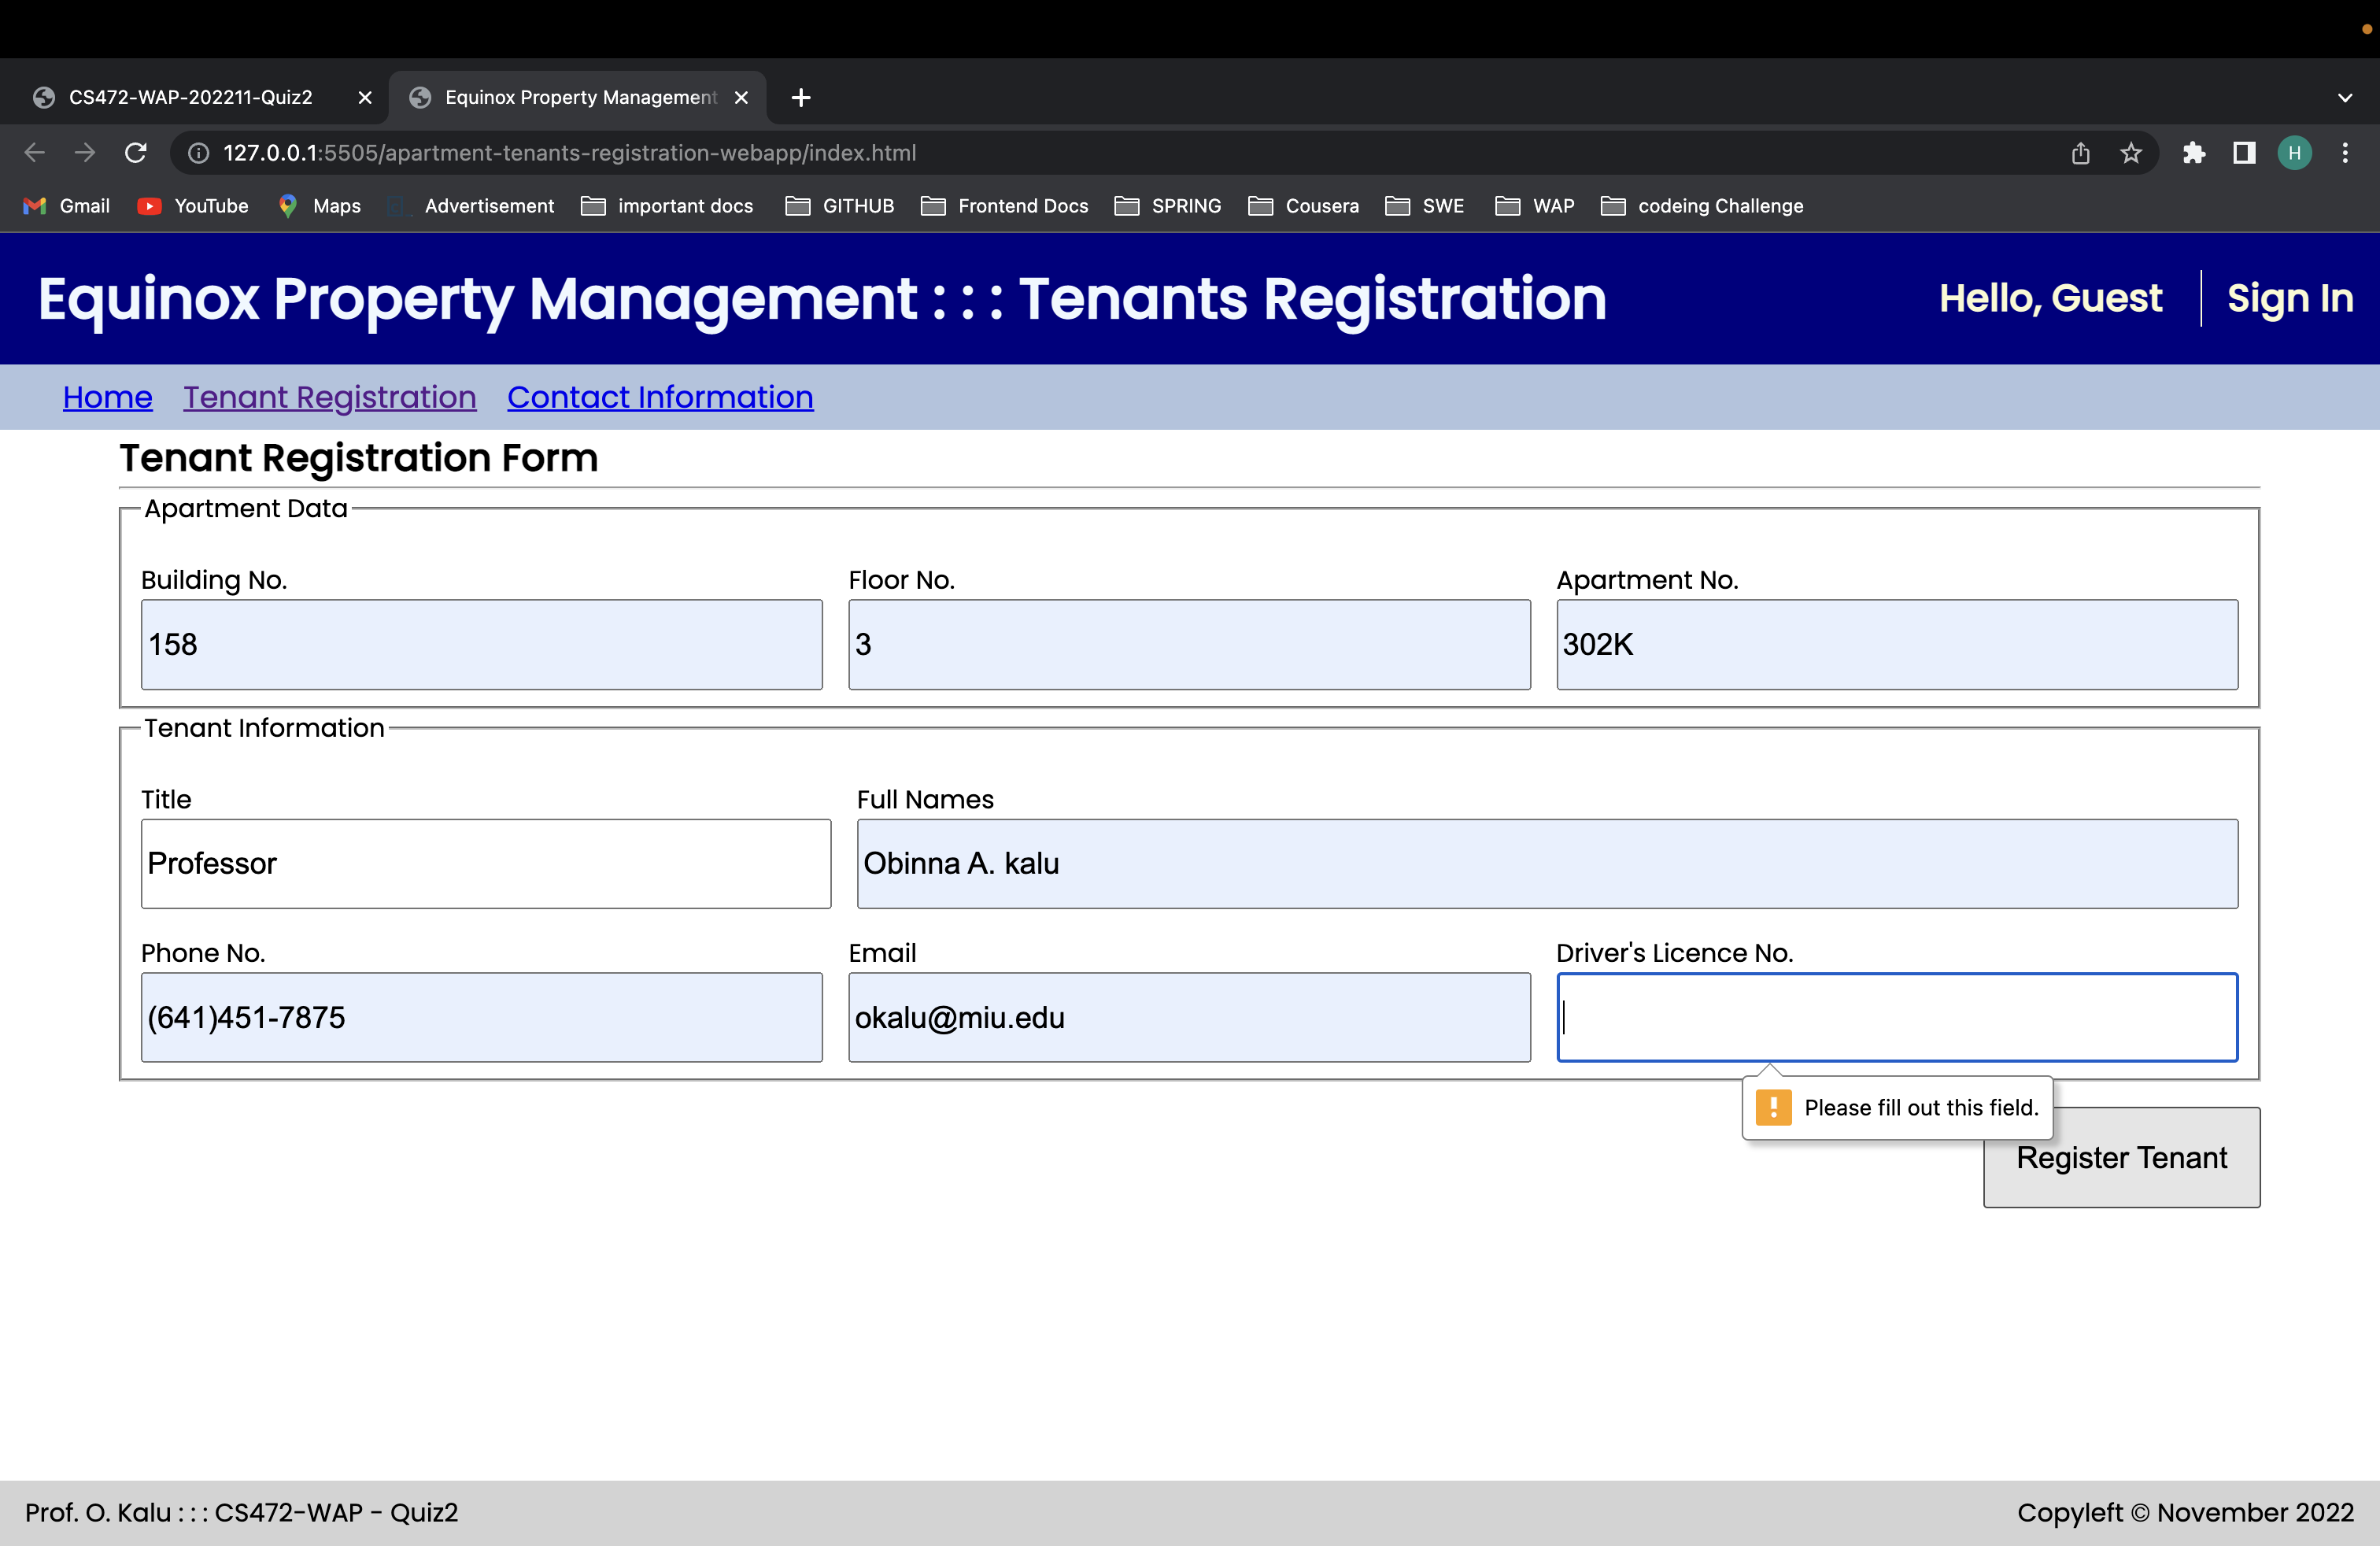 CS472-WAP-202211-Quiz2
Equinox Property Management
127.0.0.1:5505/apartment-tenants-registration-webapp/index.html
H
Gmail YouTube Maps Advertisement important docs GITHUB Frontend Docs SPRING Cousera SWE WAP codeing Challenge
Equinox Property Management : : : Tenants Registration
Hello, Guest Sign In
Home Tenant Registration Contact Information
Tenant Registration Form
Apartment Data
Building No. Floor No. Apartment No.
158 3 302K
Tenant Information
Title Full Names
Professor Obinna A. kalu
Phone No. Email Driver's Licence No.
(641)451-7875 okalu@miu.edu
Please fill out this field.
Register Tenant
Prof. O. Kalu : : : CS472-WAP - Quiz2
Copyleft © November 2022